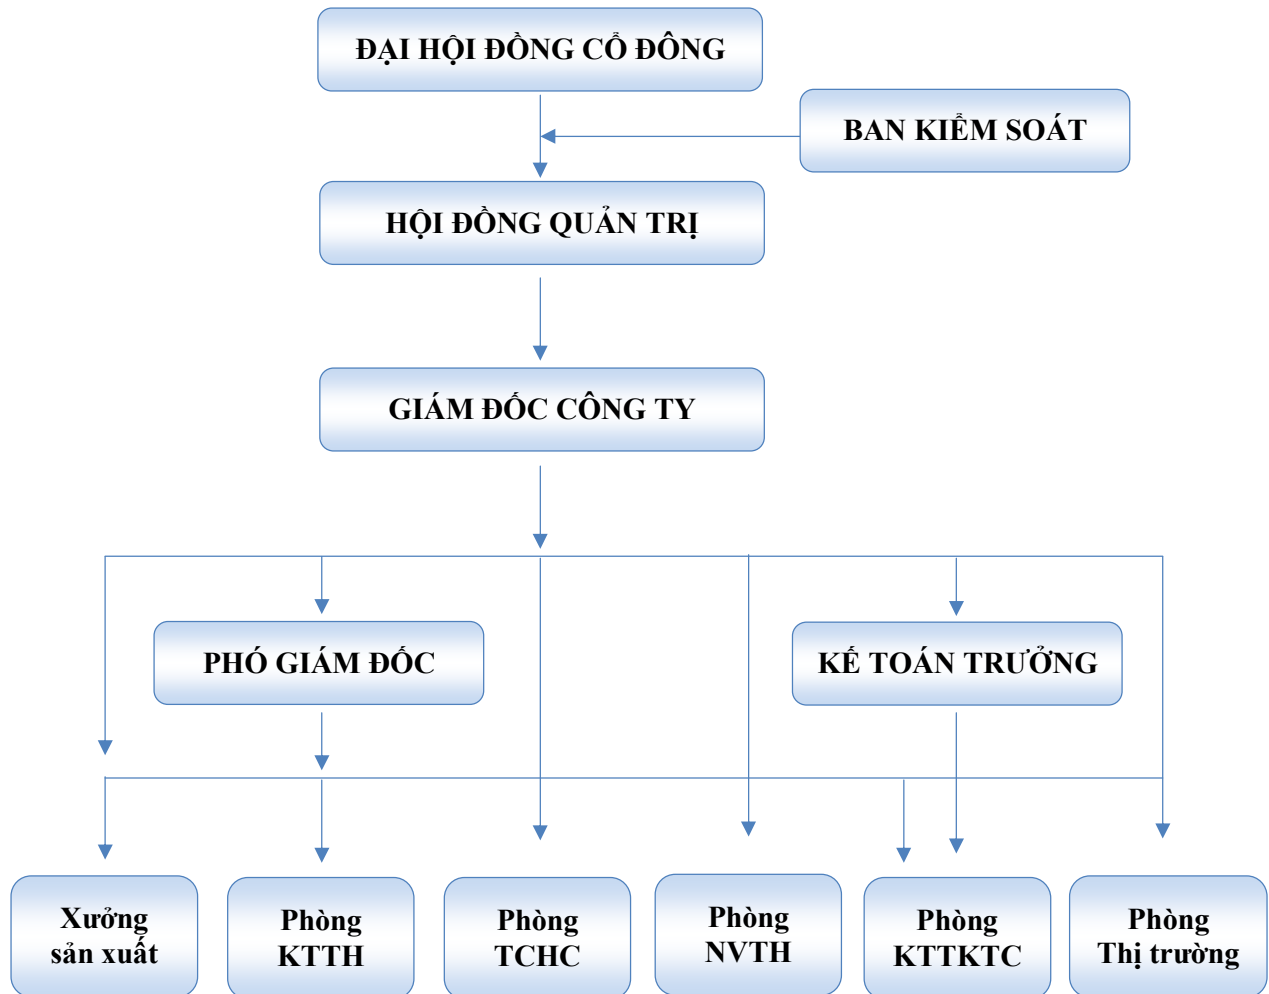 ĐẠI HỘI ĐỒNG CỔ ĐÔNG
BAN KIỂM SOÁT
HỘI ĐỒNG QUẢN TRỊ
GIÁM ĐỐC CÔNG TY
PHÓ GIÁM ĐỐC
KẾ TOÁN TRƯỞNG
Xưởng
sản xuất
Phòng
KTTH
Phòng
TCHC
Phòng
NVTH
Phòng
KTTKTC
Phòng
Thị trường